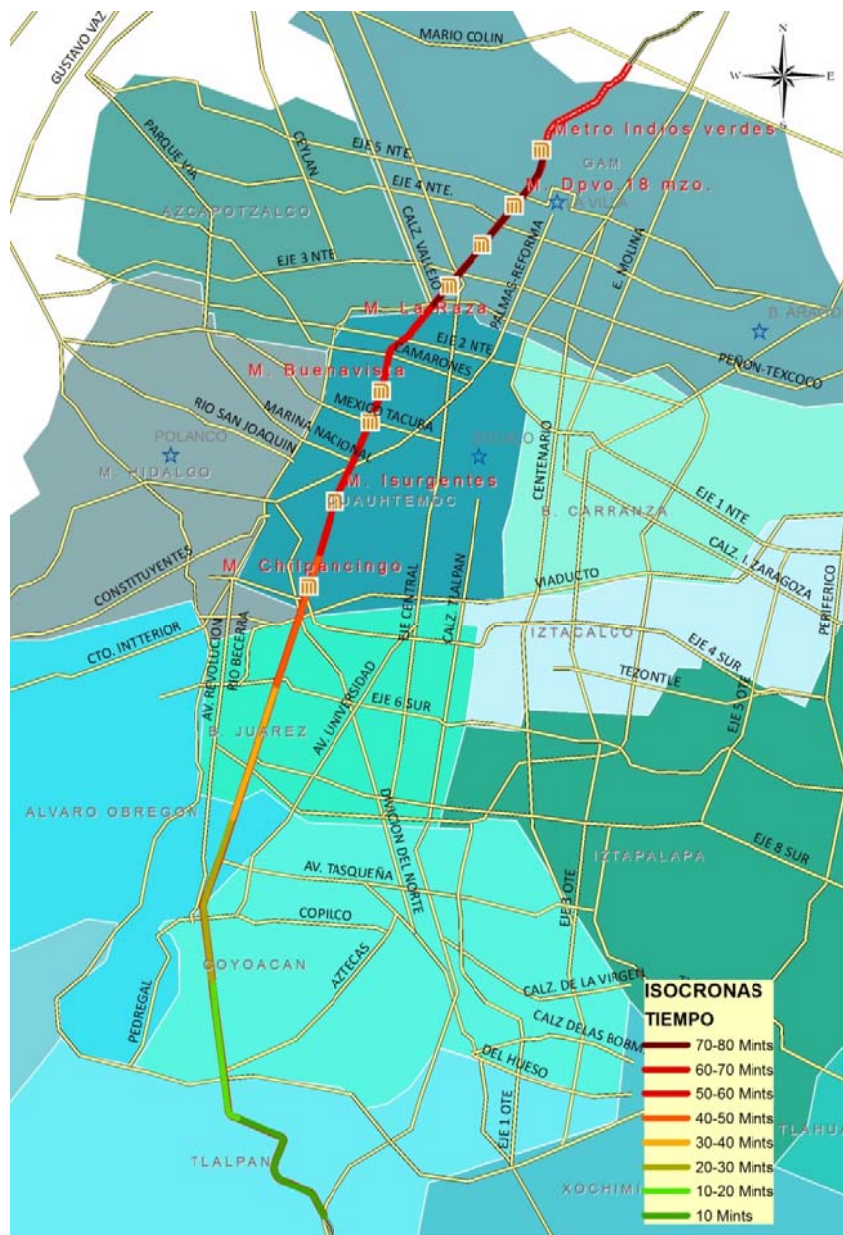 GUSTAVO VAZ
MARIO COLIN
N
W
E
S
PARQUE VIA
CEYLAN
EJE 5 NTE.
Metro Indios verdes
GAM
EJE 4 NTE.
M. Dpvo.18 mzo.
LA VILLA
AZCAPOTZALCO
CALZ. VALLEJO
EJE 3 NTE
PALMAS-REFORMA
E. MOLINA
M. La Raza
B. ARAGO
EJE 2 NTE
CAMARONES
PEÑON-TEXCOCO
M. Buenavista
MEXICO TACUBA
RIO SAN JOAQUIN
MARINA NACIONAL
POLANCO
M. HIDALGO
CENTENARIO
M. Isurgentes
CUAUHTEMOC
B. CARRANZA
EJE 1 NTE
CALZ. I. ZARAGOZA
CONSTITUYENTES
M. Chilpancingo
VIADUCTO
PERIFERICO
CTO. INTTERIOR
AV. REVOLUCION
RIO BECERRA
EJE CENTRAL
CALZ. TLALPAN
IZTACALCO
EJE 4 SUR
TEZONTLE
AV. UNIVERSIDAD
EJE 6 SUR
EJE 5 OTE
B. JUAREZ
ALVARO OBREGON
DIVICION DEL NORTE
IZTAPALAPA
EJE 8 SUR
AV. TASQUEÑA
EJE 3 OTE
COPILCO
AZTECAS
COYOACAN
CALZ. DE LA VIRGEN
PEDREGAL
CALZ DELAS BOBM.
DEL HUESO
EJE 1 OTE
TLALPAN
XOCHIMI
TLAHUA
ISOCRONAS
TIEMPO
70-80 Mints
60-70 Mints
50-60 Mints
40-50 Mints
30-40 Mints
20-30 Mints
10-20 Mints
10 Mints